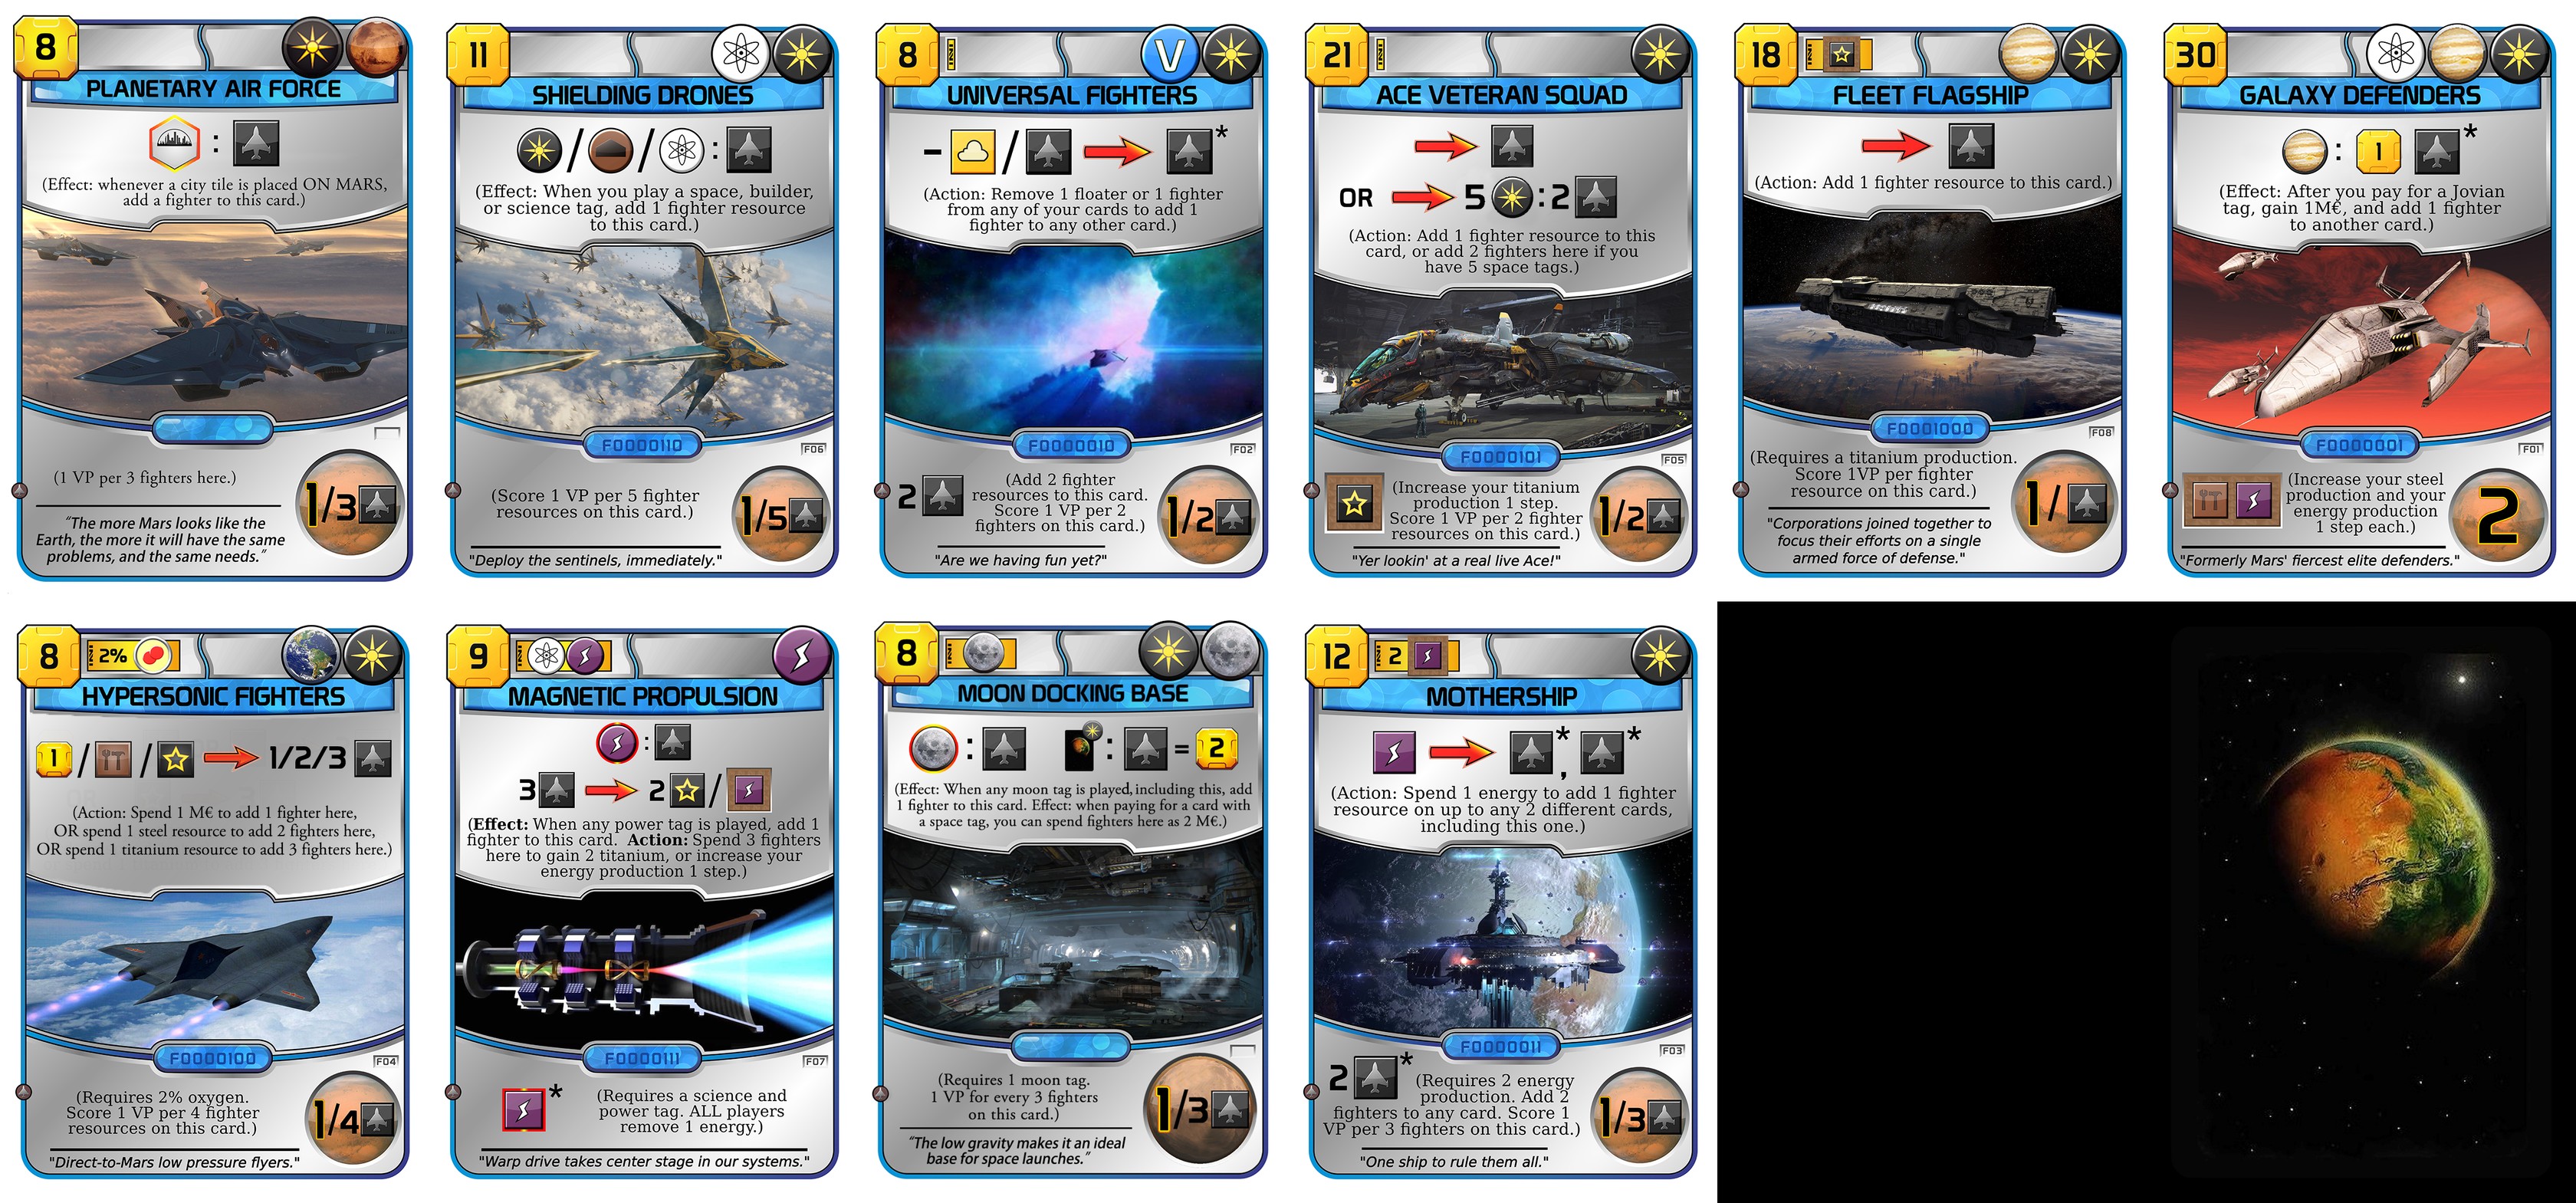 8
PLANETARY AIR FORCE
:
(Effect: whenever a city tile is placed ON MARS,
add a fighter to this card.)
(1 VP per 3 fighters here.)
1/3
"The more Mars looks like the
Earth, the more it will have the same
problems, and the same needs."
11
SHIELDING DRONES
/ / :
(Effect: When you play a space, builder,
or science tag, add 1 fighter resource
to this card.)
F0000110
F06
(Score 1 VP per 5 fighter
resources on this card.)
1/5
"Deploy the sentinels, immediately."
8
V
UNIVERSAL FIGHTERS
- / *
(Action: Remove 1 floater or 1 fighter
from any of your cards to add 1
fighter to any other card.)
F0000010
F02
2
(Add 2 fighter
resources to this card.
Score 1 VP per 2
fighters on this card.)
1/2
"Are we having fun yet?"
21
ACE VETERAN SQUAD
OR 5 : 2
(Action: Add 1 fighter resource to this
card, or add 2 fighters here if you
have 5 space tags.)
F0000101
F05
(Increase your titanium
production 1 step.
Score 1 VP per 2 fighter
resources on this card.)
1/2
"Yer lookin' at a real live Ace!"
18
FLEET FLAGSHIP
(Action: Add 1 fighter resource to this card.)
F0001000
F08
(Requires a titanium production.
Score 1VP per fighter
resource on this card.)
1/
"Corporations joined together to
focus their efforts on a single
armed force of defense."
30
GALAXY DEFENDERS
: 1 *
(Effect: After you pay for a Jovian
tag, gain 1M€, and add 1 fighter
to another card.)
F0000001
F01
(Increase your steel
production and your
energy production
1 step each.)
2
"Formerly Mars' fiercest elite defenders."
8
2%
HYPERSONIC FIGHTERS
1 / / 1/2/3
(Action: Spend 1 M€ to add 1 fighter here,
OR spend 1 steel resource to add 2 fighters here,
OR spend 1 titanium resource to add 3 fighters here.)
F0000100
F04
(Requires 2% oxygen.
Score 1 VP per 4 fighter
resources on this card.)
1/4
"Direct-to-Mars low pressure flyers."
9
MAGNETIC PROPULSION
:
3 2 /
(Effect: When any power tag is played, add 1
fighter to this card. Action: Spend 3 fighters
here to gain 2 titanium, or increase your
energy production 1 step.)
F0000111
F07
*
(Requires a science and
power tag. ALL players
remove 1 energy.)
"Warp drive takes center stage in our systems."
8
MOON DOCKING BASE
: : = 2
(Effect: When any moon tag is played, including this, add
1 fighter to this card. Effect: when paying for a card with
a space tag, you can spend fighters here as 2 M€.)
(Requires 1 moon tag.
1 VP for every 3 fighters
on this card.)
1/3
"The low gravity makes it an ideal
base for space launches."
12
2
MOTHERSHIP
* , *
(Action: Spend 1 energy to add 1 fighter
resource on up to any 2 different cards,
including this one.)
F0000011
F03
2 *
(Requires 2 energy
production. Add 2
fighters to any card. Score 1
VP per 3 fighters on this card.)
1/3
"One ship to rule them all."